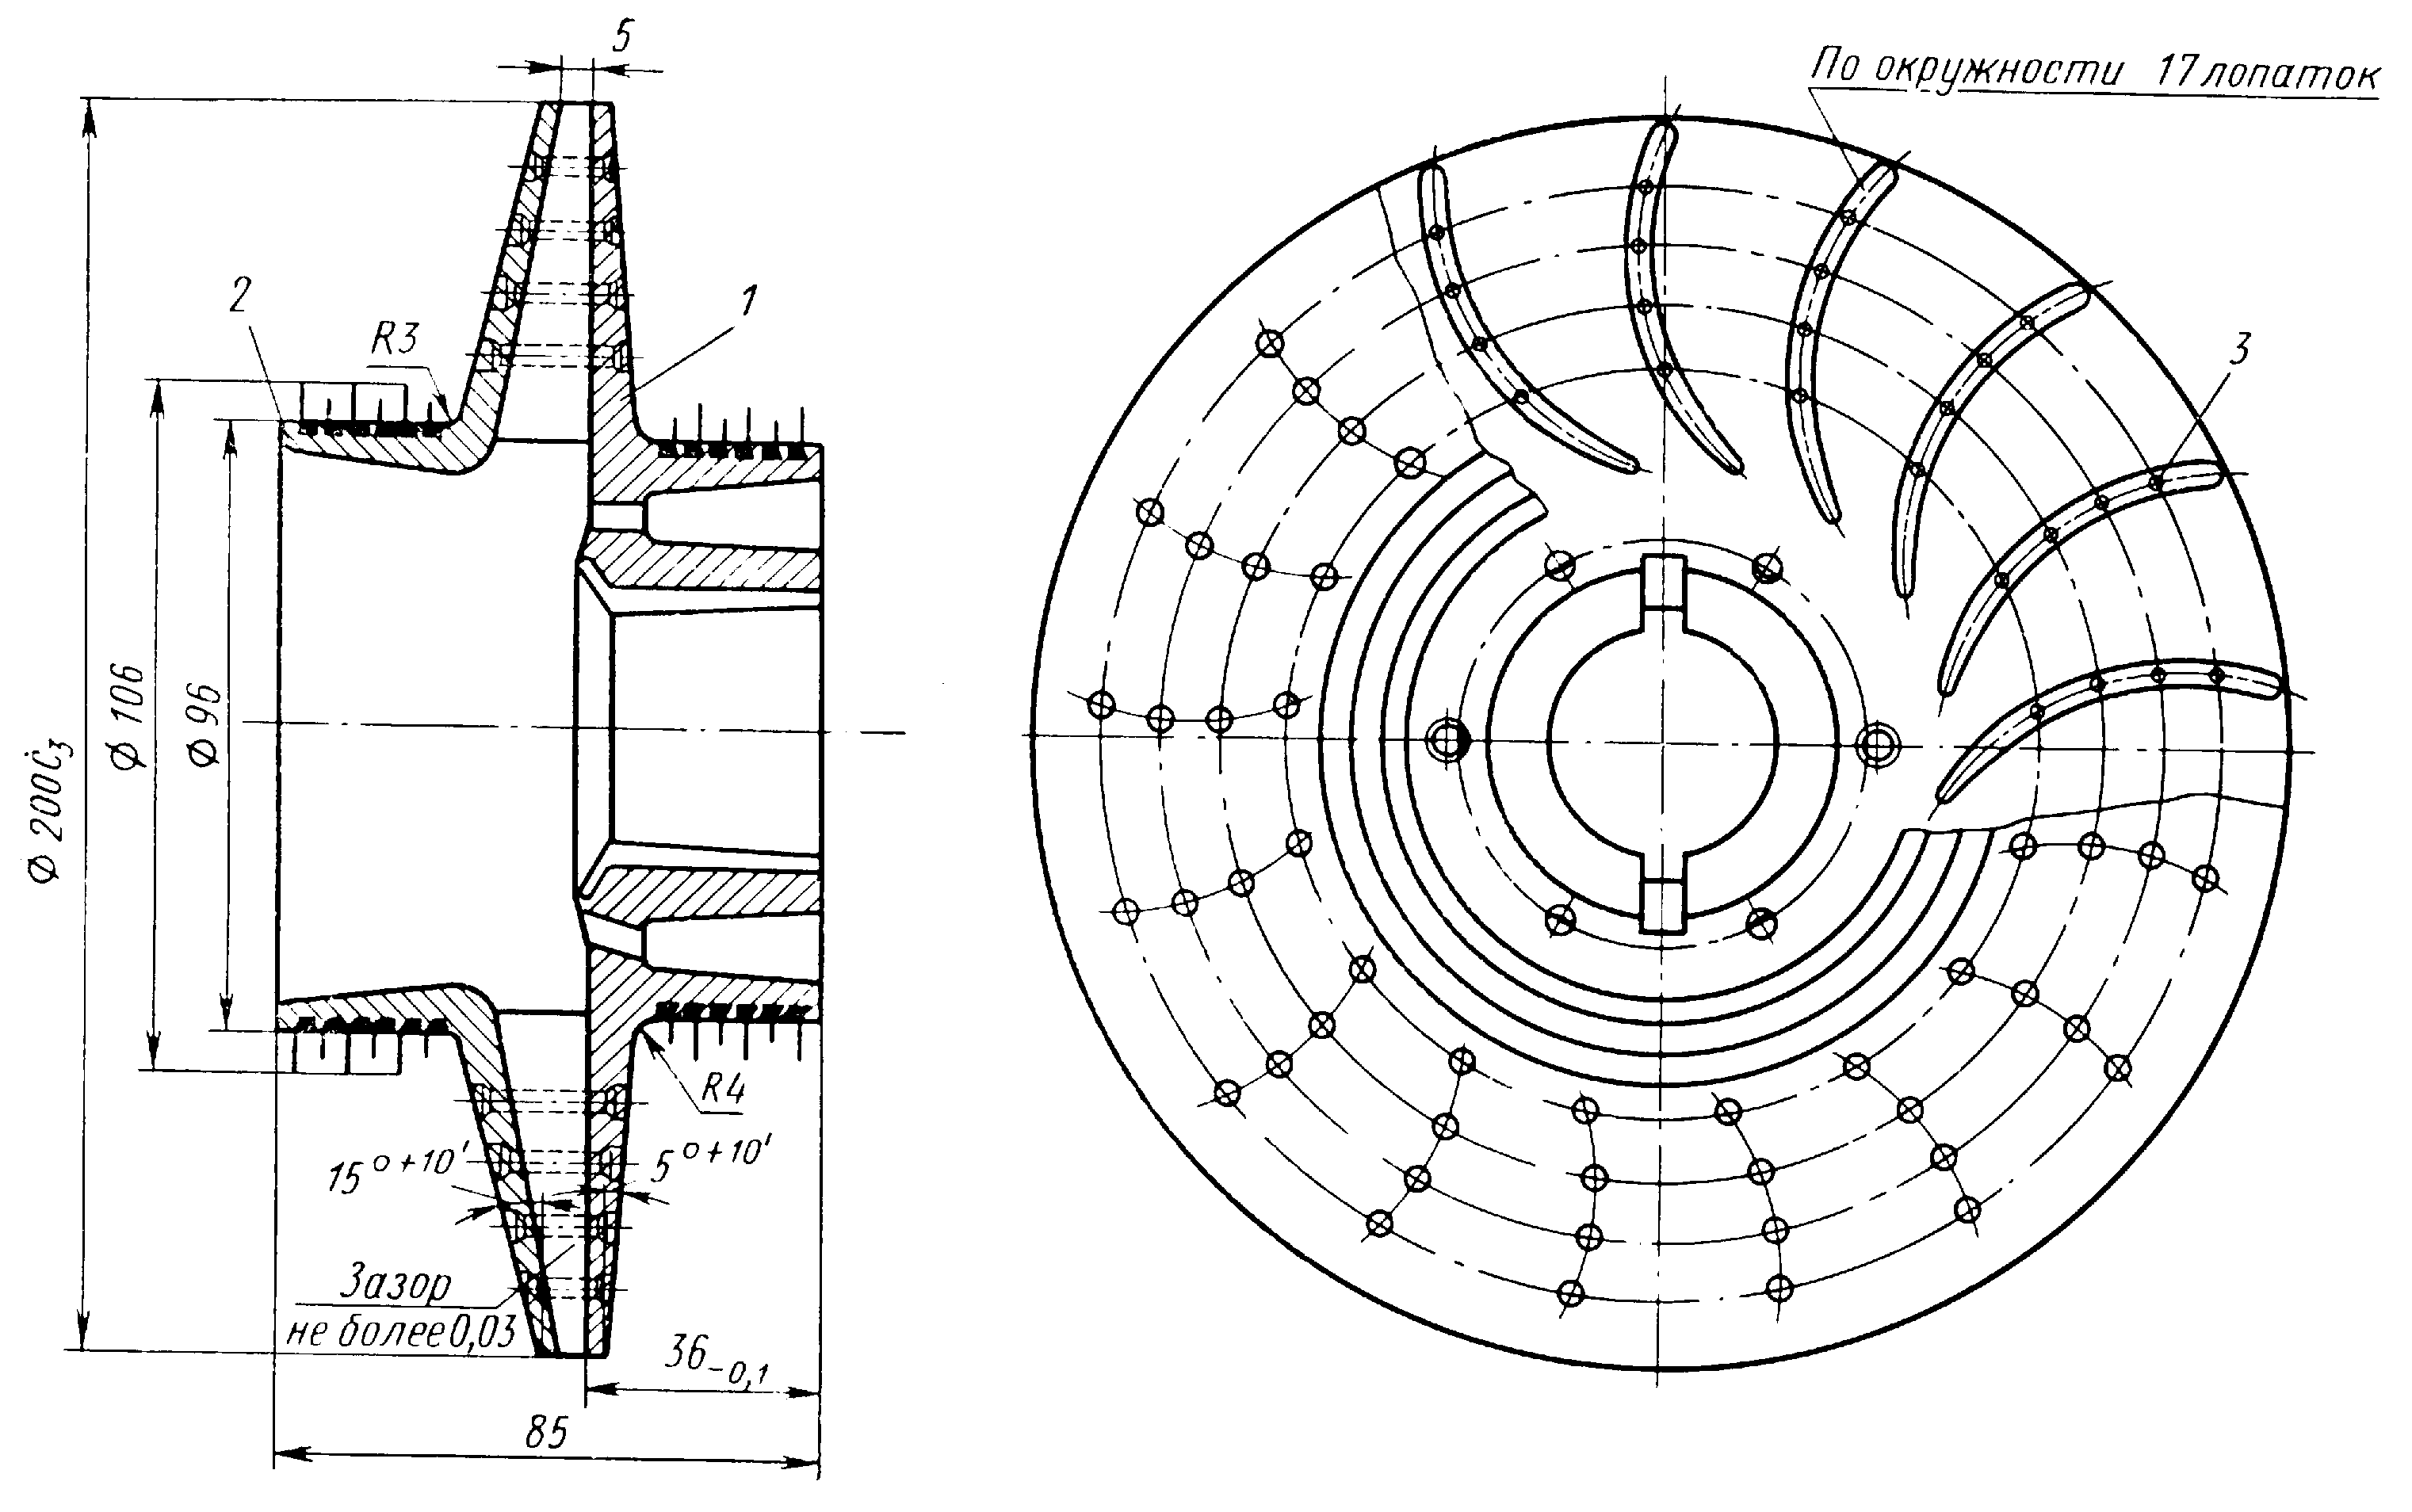 5
По окружности 17 лопаток
2
R3
1
3
Ø 106
Ø 96
Ø 200C₃
R4
15°+10'
5°+10'
Зазор
не более 0,03
36₋₀,₁
85